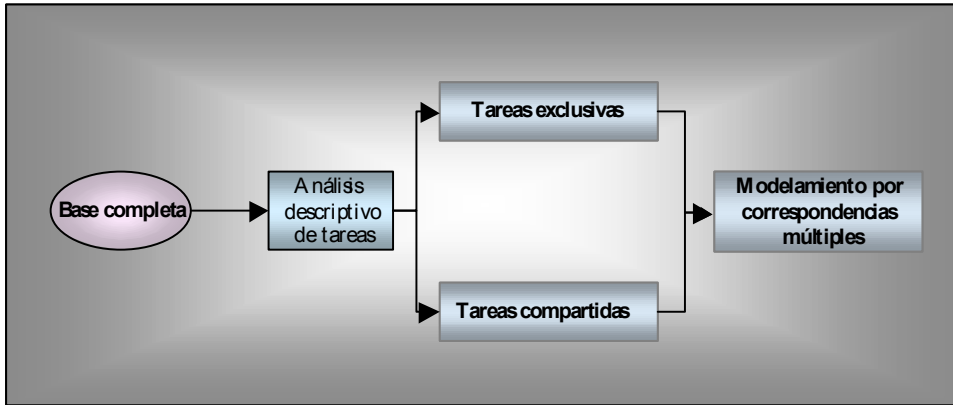 Tareas exclusivas
Base completa
Análisis
descriptivo
de tareas
Modelamiento por
correspondencias
múltiples
Tareas compartidas